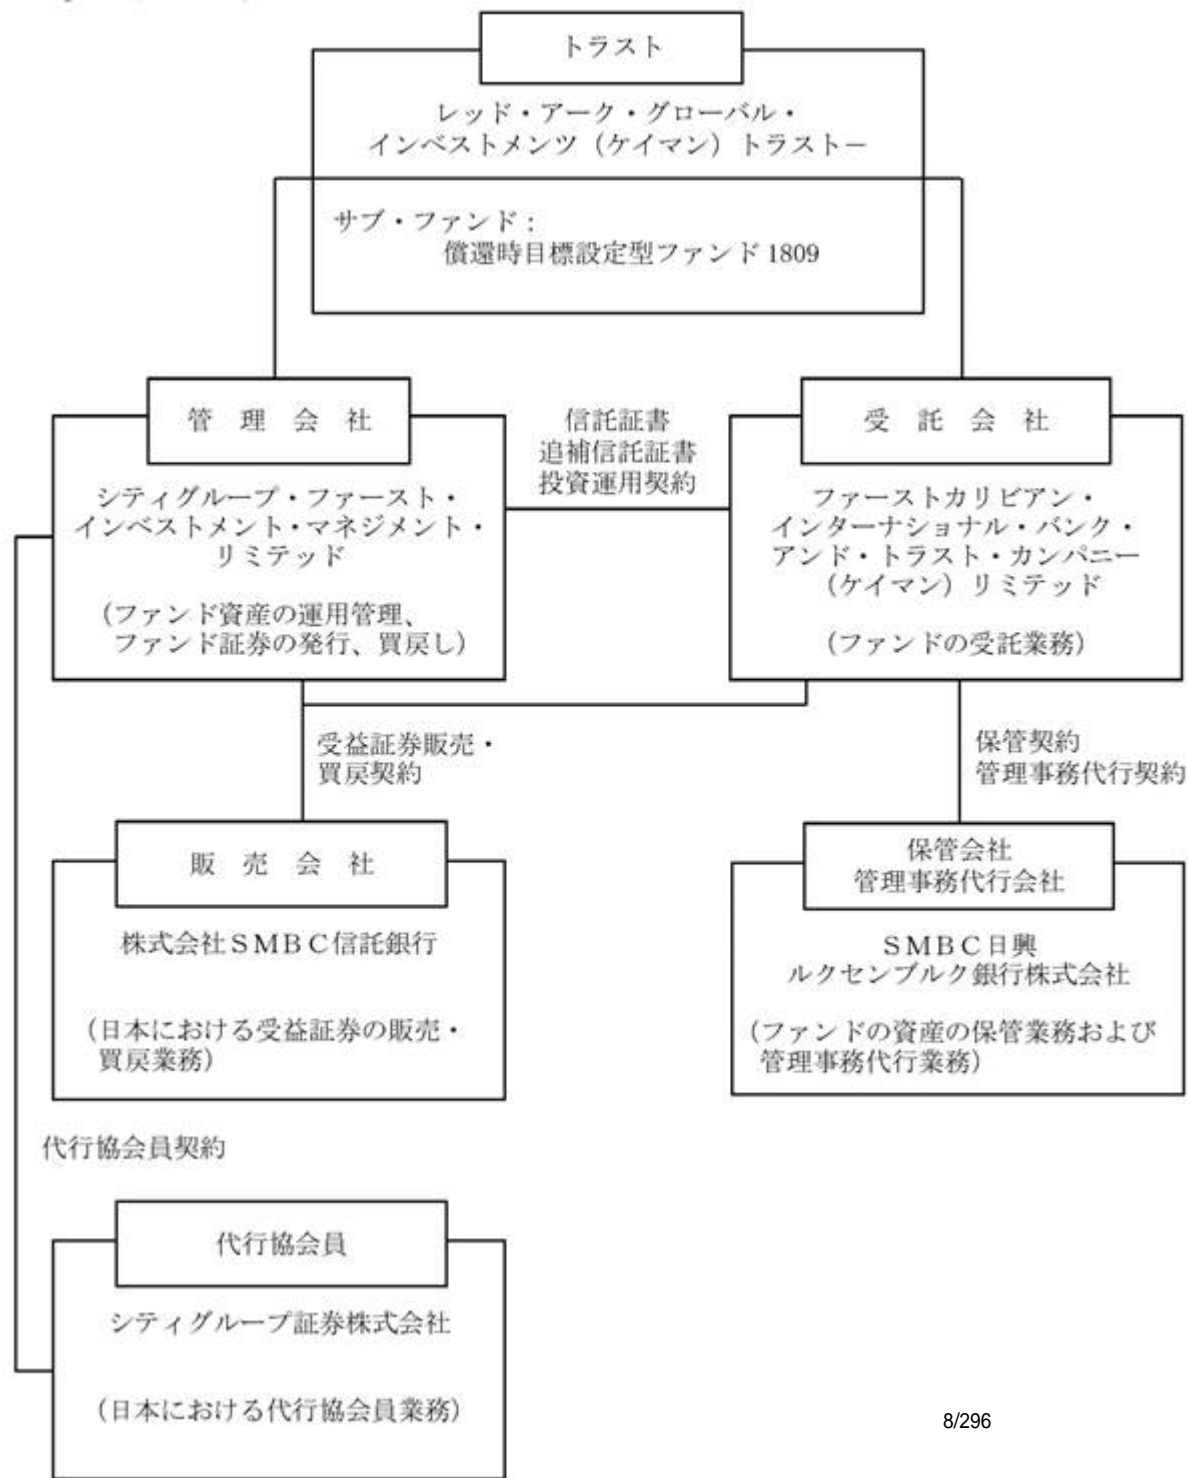 トラスト
レッド・アーク・グローバル・
インベストメンツ（ケイマン）トラスト－
サブ・ファンド：
償還時目標設定型ファンド 1809
管　理　会　社
シティグループ・ファースト・
インベストメント・マネジメント・
リミテッド
（ファンド資産の運用管理、
ファンド証券の発行、買戻し）
信託証書
追補信託証書
投資運用契約
受　託　会　社
ファーストカリビアン・
インターナショナル・バンク・
アンド・トラスト・カンパニー
（ケイマン）リミテッド
（ファンドの受託業務）
受益証券販売・
買戻契約
保管契約
管理事務代行契約
販　売　会　社
株式会社ＳＭＢＣ信託銀行
（日本における受益証券の販売・
買戻業務）
保管会社
管理事務代行会社
ＳＭＢＣ日興
ルクセンブルク銀行株式会社
（ファンドの資産の保管業務および
管理事務代行業務）
代行協会員契約
代行協会員
シティグループ証券株式会社
（日本における代行協会員業務）
8/296